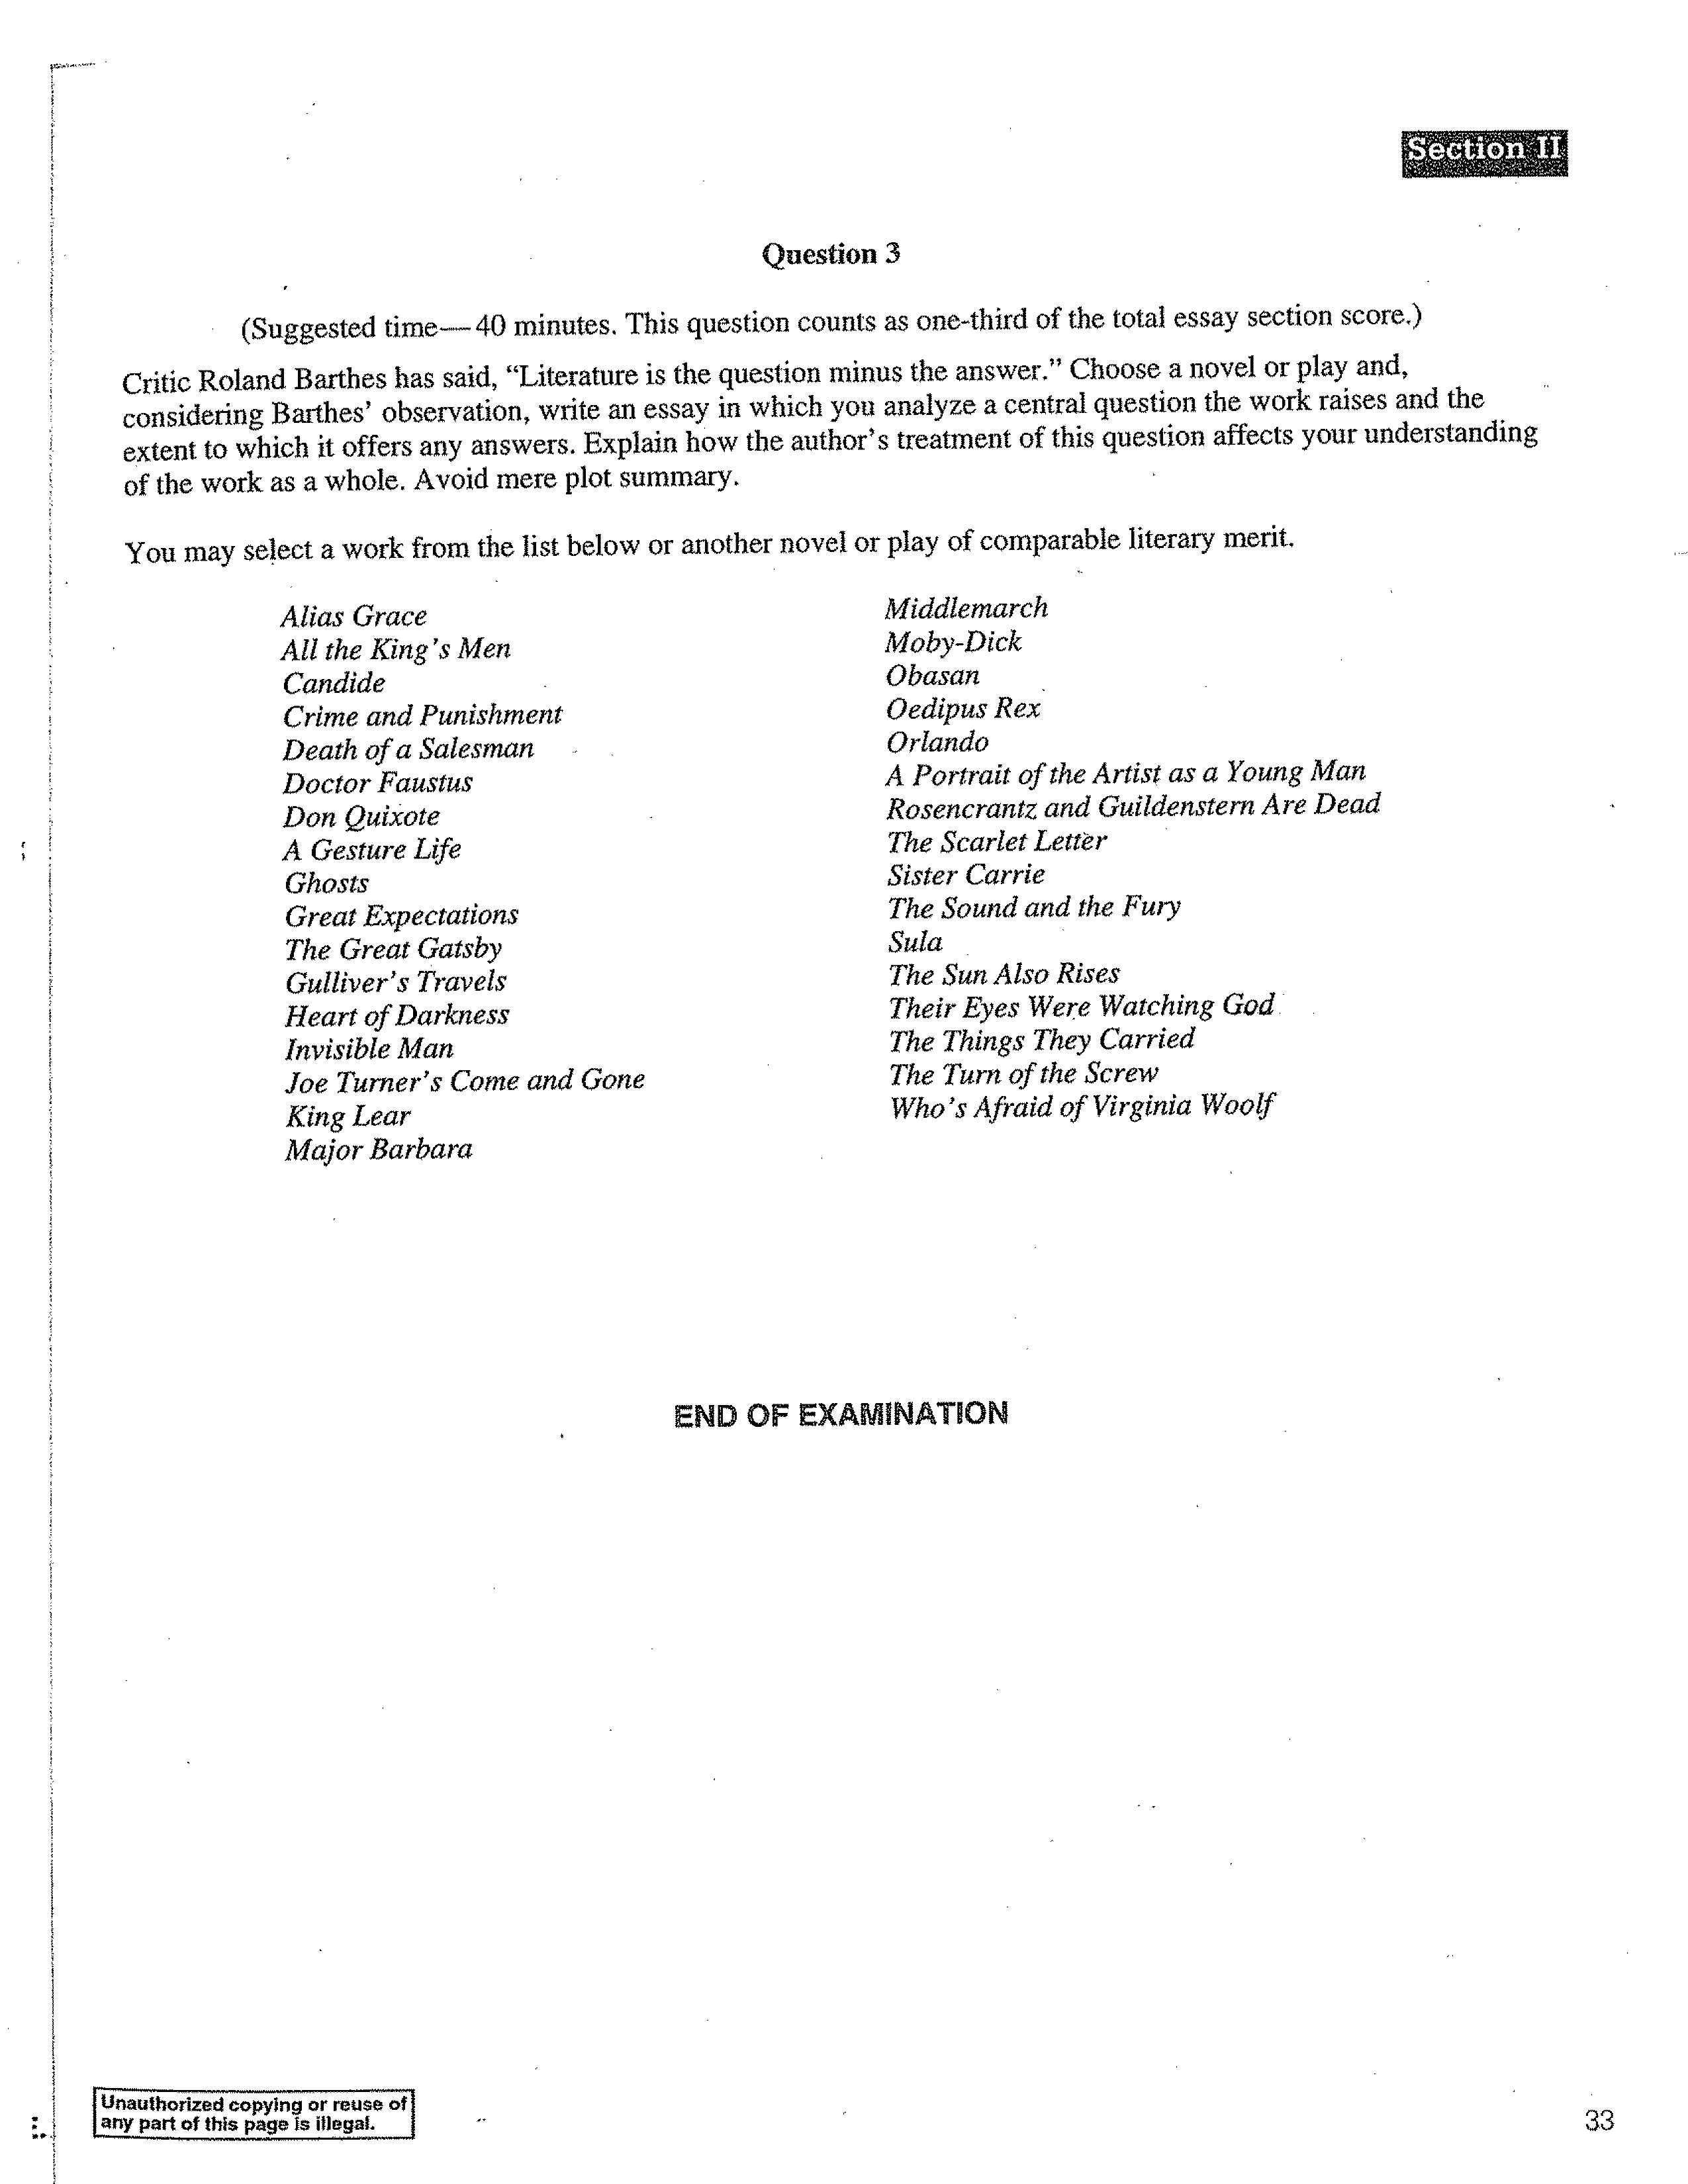 Section II
Question 3
(Suggested time—40 minutes. This question counts as one-third of the total essay section score.)
Critic Roland Barthes has said, “Literature is the question minus the answer.” Choose a novel or play and,
considering Barthes’ observation, write an essay in which you analyze a central question the work raises and the
extent to which it offers any answers. Explain how the author’s treatment of this question affects your understanding
of the work as a whole. Avoid mere plot summary.
You may select a work from the list below or another novel or play of comparable literary merit.
Alias Grace
All the King’s Men
Candide
Crime and Punishment
Death of a Salesman
Doctor Faustus
Don Quixote
A Gesture Life
Ghosts
Great Expectations
The Great Gatsby
Gulliver’s Travels
Heart of Darkness
Invisible Man
Joe Turner’s Come and Gone
King Lear
Major Barbara
Middlemarch
Moby-Dick
Obasan
Oedipus Rex
Orlando
A Portrait of the Artist as a Young Man
Rosencrantz and Guildenstern Are Dead
The Scarlet Letter
Sister Carrie
The Sound and the Fury
Sula
The Sun Also Rises
Their Eyes Were Watching God
The Things They Carried
The Turn of the Screw
Who’s Afraid of Virginia Woolf
END OF EXAMINATION
Unauthorized copying or reuse of
any part of this page is illegal.
33